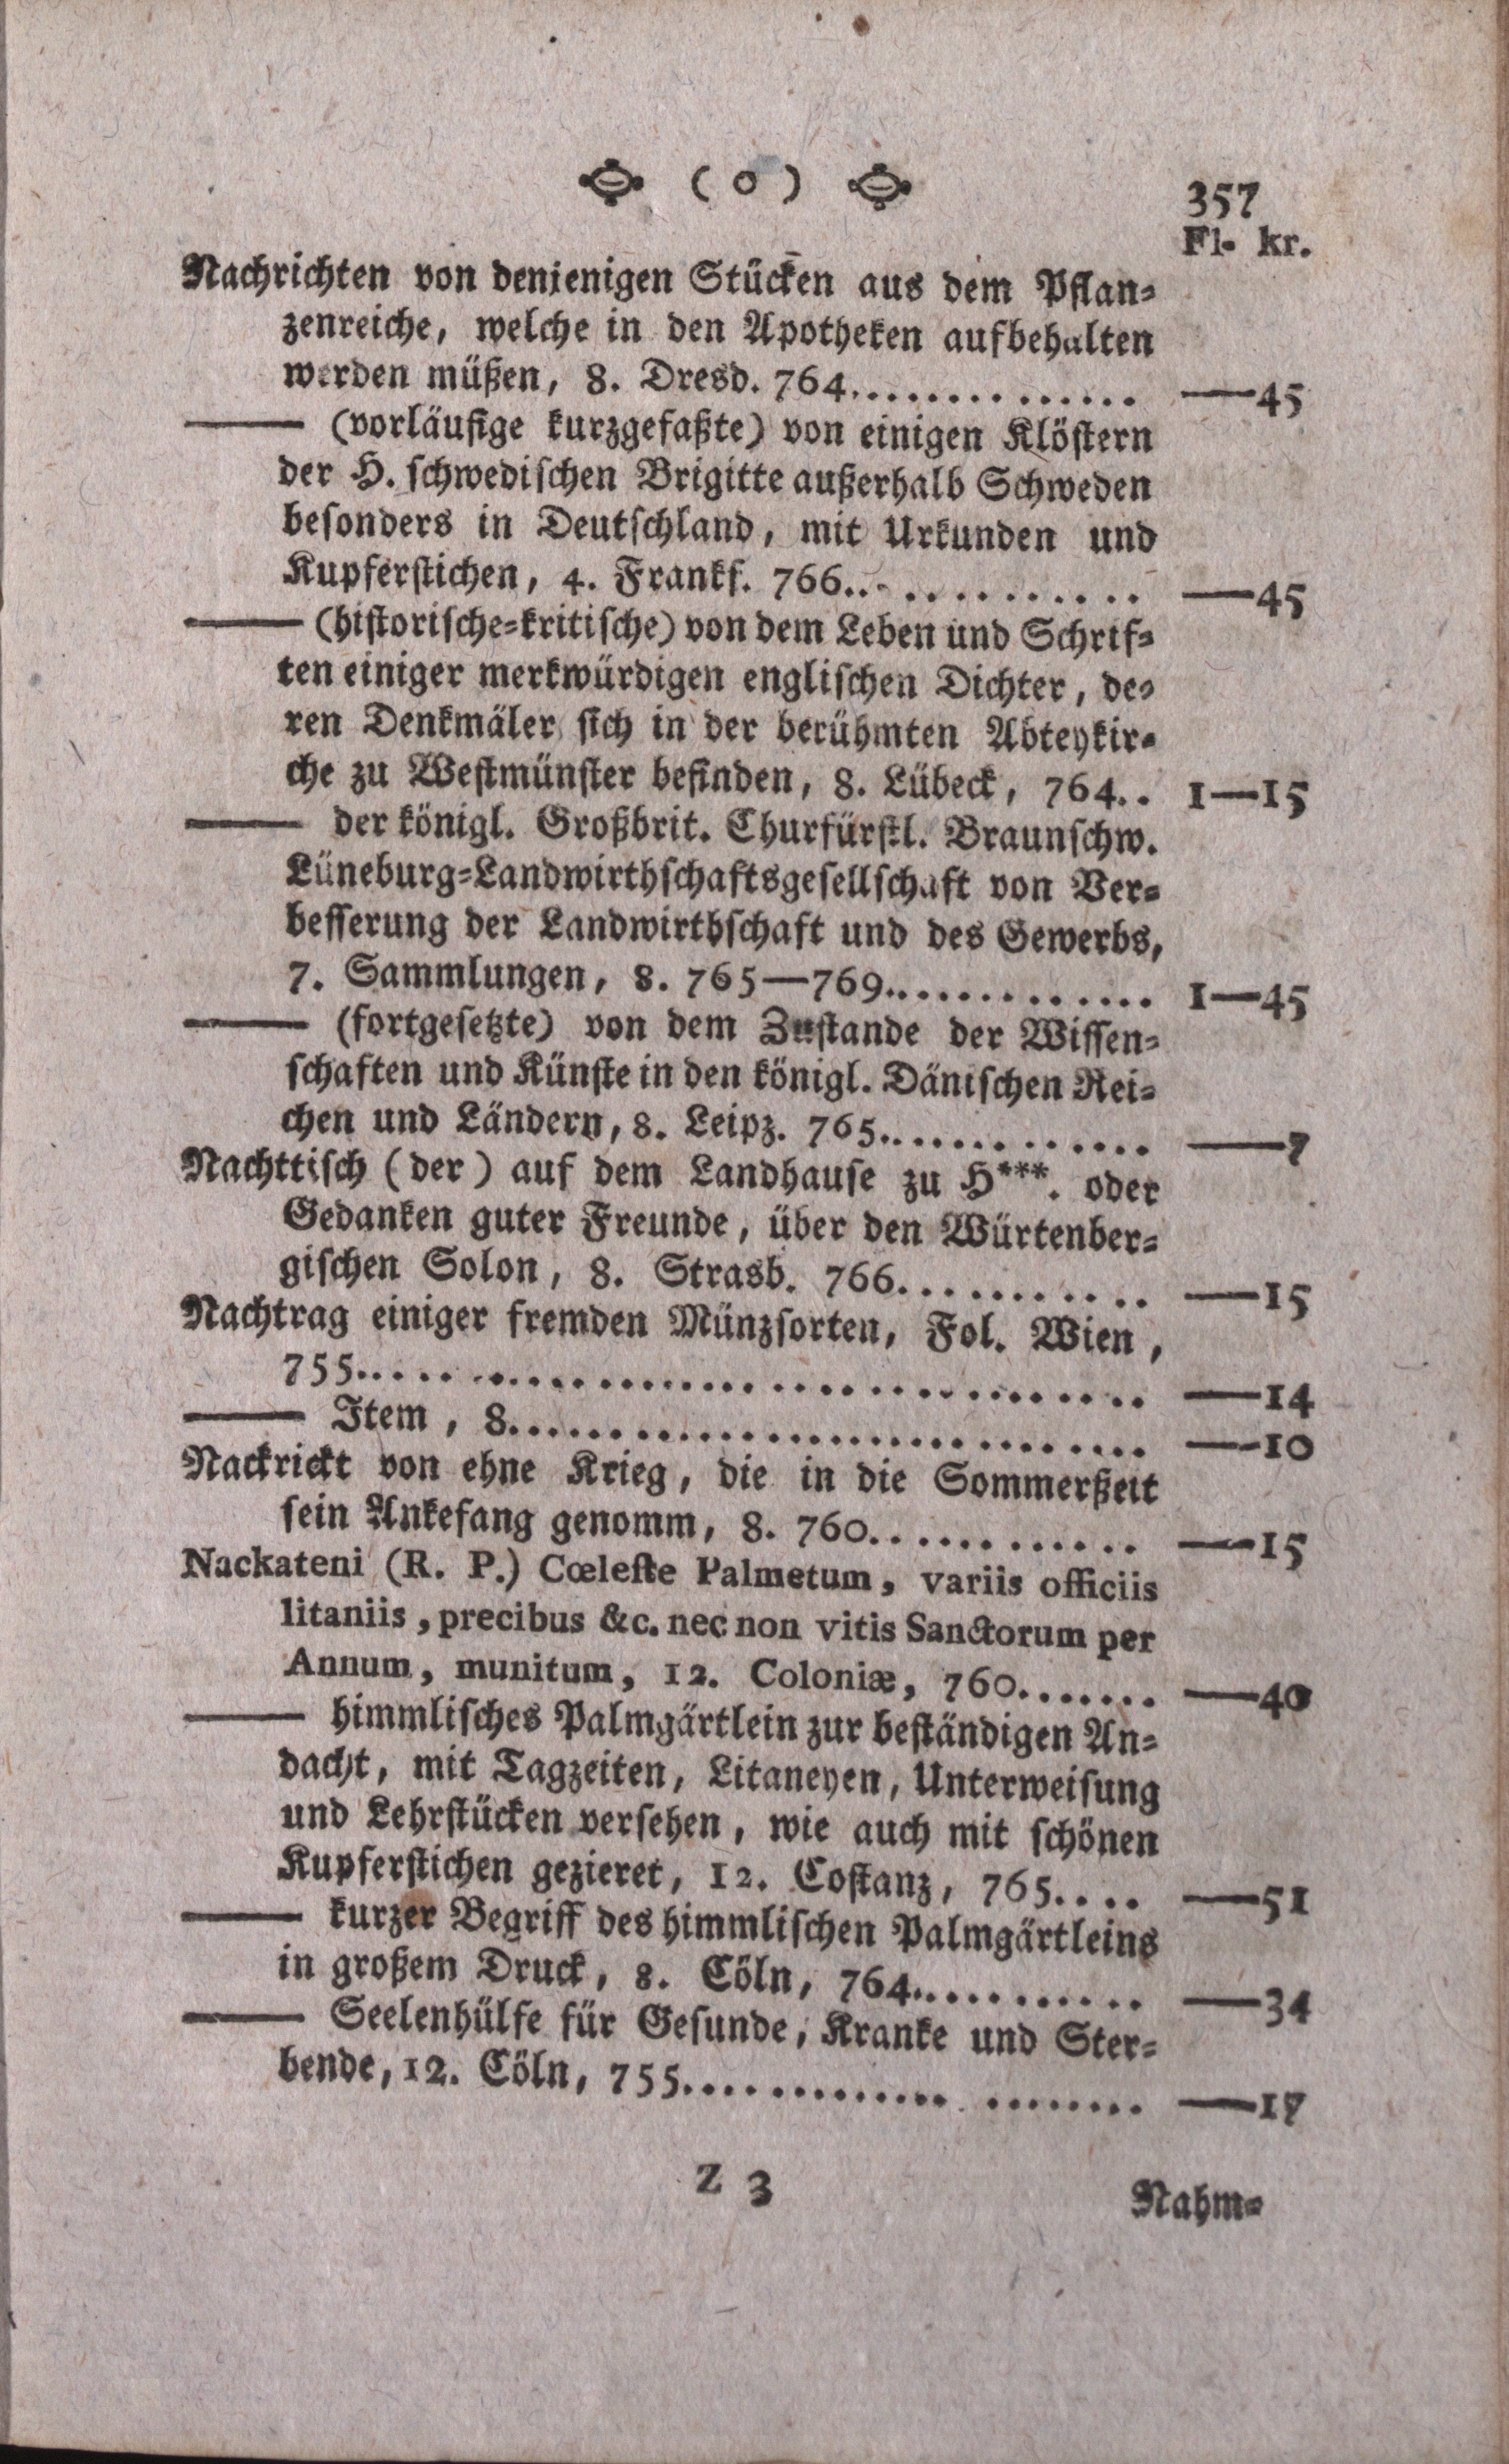 ( o )
357
Fl. kr.
Nachrichten von denjenigen Stücken aus dem Pflan=
zenreiche, welche in den Apotheken aufbehalten
werden müßen, 8. Dresd. 764. . . . . . . . . . . . . . —45
—— (vorläufige kurzgefaßte) von einigen Klöstern
der H. schwedischen Brigitte außerhalb Schweden
besonders in Deutschland, mit Urkunden und
Kupferstichen, 4. Frankf. 766. . . . . . . . . . . . . —45
—— (historische=kritische) von dem Leben und Schrif=
ten einiger merkwürdigen englischen Dichter, de=
ren Denkmäler sich in der berühmten Abteykir=
che zu Westmünster befinden, 8. Lübeck, 764. . 1—15
—— der königl. Großbrit. Churfürstl. Braunschw.
Lüneburg=Landwirthschaftsgesellschaft von Ver=
besserung der Landwirthschaft und des Gewerbs,
7. Sammlungen, 8. 765—769. . . . . . . . . . . . . 1—45
—— (fortgesetzte) von dem Zustande der Wissen=
schaften und Künste in den königl. Dänischen Rei=
chen und Ländern, 8. Leipz. 765. . . . . . . . . . . . . ——7
Nachttisch (der) auf dem Landhause zu H***. oder
Gedanken guter Freunde, über den Würtenber=
gischen Solon, 8. Strasb. 766. . . . . . . . . . . —15
Nachtrag einiger fremden Münzsorten, Fol. Wien,
755. . . . . . . . . . . . . . . . . . . . . . . . . . . . . . . . —14
—— Item, 8. . . . . . . . . . . . . . . . . . . . . . . . . . . —10
Nackrickt von ehne Krieg, die in die Sommerßeit
sein Ankefang genomm, 8. 760. . . . . . . . . . . . —15
Nackateni (R. P.) Cœleste Palmetum, variis officiis
litaniis, precibus &c. nec non vitis Sanctorum per
Annum, munitum, 12. Coloniæ, 760. . . . . . . —40
—— himmlisches Palmgärtlein zur beständigen An=
dacht, mit Tagzeiten, Litaneyen, Unterweisung
und Lehrstücken versehen, wie auch mit schönen
Kupferstichen gezieret, 12. Costanz, 765. . . . —51
—— kurzer Begriff des himmlischen Palmgärtleins
in großem Druck, 8. Cöln, 764. . . . . . . . . . . —34
—— Seelenhülfe für Gesunde, Kranke und Ster=
bende, 12. Cöln, 755. . . . . . . . . . . . . . . . . . . . . —17
Z 3
Nahm=